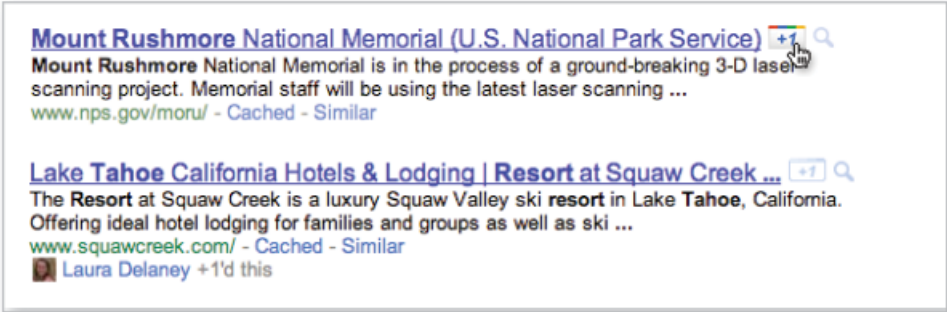 Mount Rushmore National Memorial (U.S. National Park Service) +1
Mount Rushmore National Memorial is in the process of a ground-breaking 3-D laser
scanning project. Memorial staff will be using the latest laser scanning ...
www.nps.gov/moru/ - Cached - Similar
Lake Tahoe California Hotels & Lodging | Resort at Squaw Creek ... +1
The Resort at Squaw Creek is a luxury Squaw Valley ski resort in Lake Tahoe, California.
Offering ideal hotel lodging for families and groups as well as ski ...
www.squawcreek.com/ - Cached - Similar
Laura Delaney +1'd this